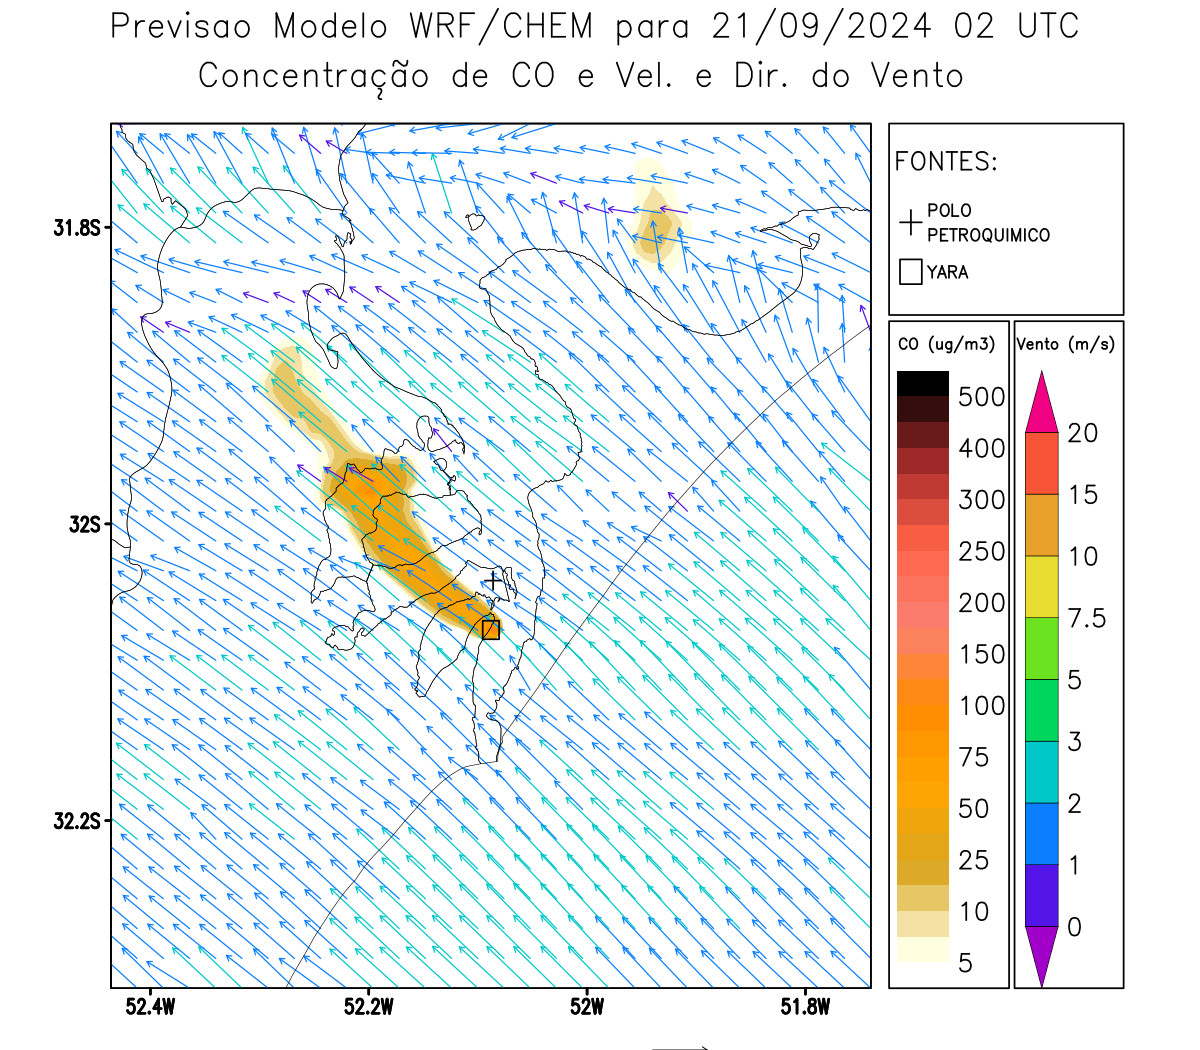 Previsao Modelo WRF/CHEM para 21/09/2024 02 UTC
Concentração de CO e Vel. e Dir. do Vento
FONTES:
POLO
PETROQUIMICO
YARA
31.8S
32S
32.2S
52.4W
52.2W
52W
51.8W
CO (ug/m3)
500
400
300
250
200
150
100
75
50
25
10
5
Vento (m/s)
20
15
10
7.5
5
3
2
1
0